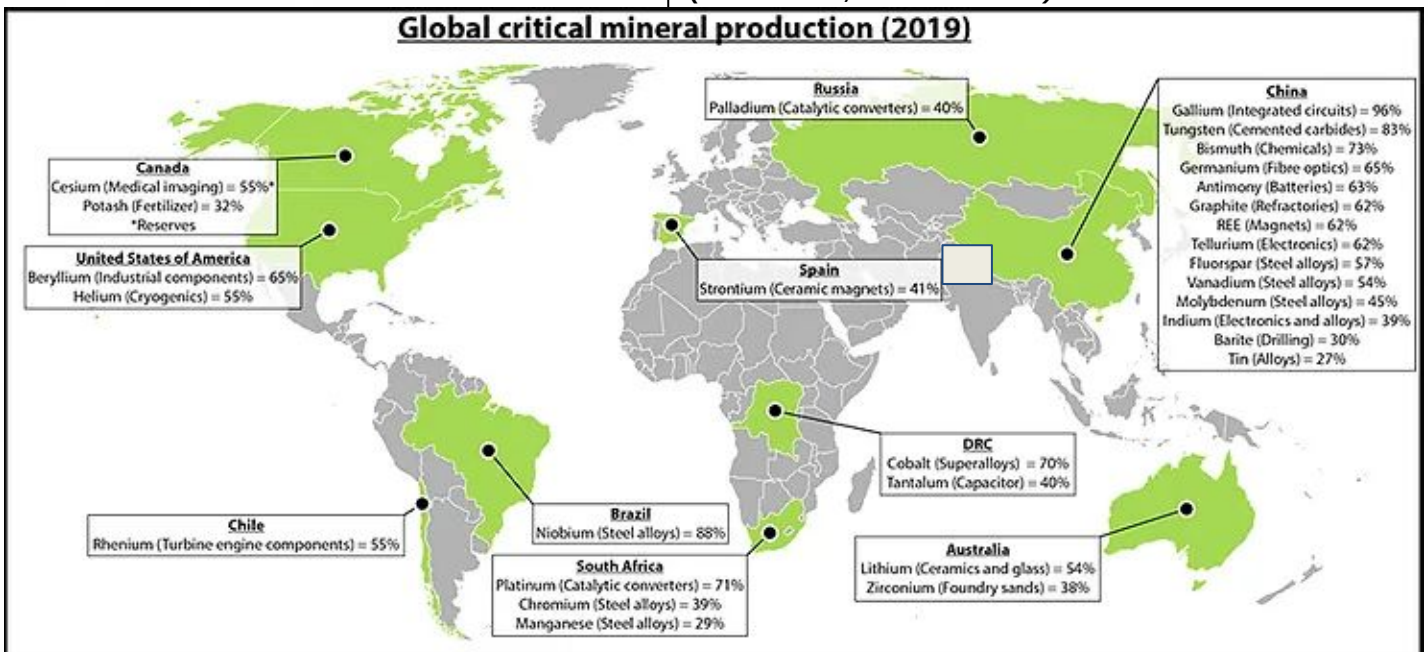 Global critical mineral production (2019)
Russia
Palladium (Catalytic converters) = 40%
China
Gallium (Integrated circuits) = 96%
Tungsten (Cemented carbides) = 83%
Bismuth (Chemicals) = 73%
Germanium (Fibre optics) = 65%
Antimony (Batteries) = 63%
Graphite (Refractories) = 62%
REE (Magnets) = 62%
Tellurium (Electronics) = 62%
Fluorspar (Steel alloys) = 57%
Vanadium (Steel alloys) = 54%
Molybdenum (Steel alloys) = 45%
Indium (Electronics and alloys) = 39%
Barite (Drilling) = 30%
Tin (Alloys) = 27%
Canada
Cesium (Medical imaging) = 55%*
Potash (Fertilizer) = 32%
*Reserves
United States of America
Beryllium (Industrial components) = 65%
Helium (Cryogenics) = 55%
Spain
Strontium (Ceramic magnets) = 41%
DRC
Cobalt (Superalloys) = 70%
Tantalum (Capacitor) = 40%
Chile
Rhenium (Turbine engine components) = 55%
Brazil
Niobium (Steel alloys) = 88%
South Africa
Platinum (Catalytic converters) = 71%
Chromium (Steel alloys) = 39%
Manganese (Steel alloys) = 29%
Australia
Lithium (Ceramics and glass) = 54%
Zirconium (Foundry sands) = 38%